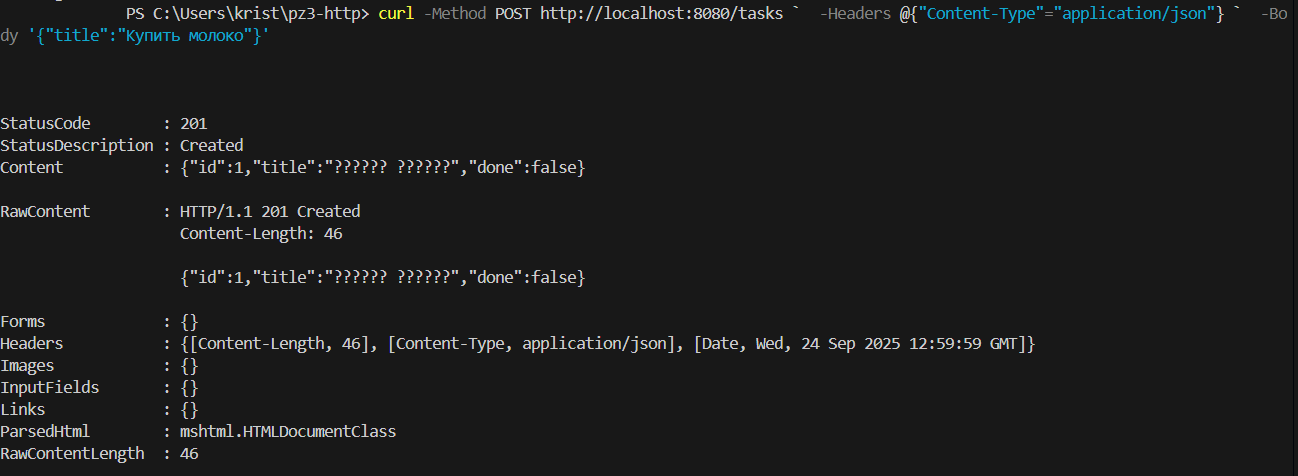 PS C:\Users\krist\pz3-http> curl -Method POST http://localhost:8080/tasks `  -Headers @{"Content-Type"="application/json"} `  -Bo
dy '{"title":"Купить молоко"}'
StatusCode        : 201
StatusDescription : Created
Content           : {"id":1,"title":"?????? ??????","done":false}
RawContent        : HTTP/1.1 201 Created
                    Content-Length: 46
                    {"id":1,"title":"?????? ??????","done":false}
Forms             : {}
Headers           : {[Content-Length, 46], [Content-Type, application/json], [Date, Wed, 24 Sep 2025 12:59:59 GMT]}
Images            : {}
InputFields       : {}
Links             : {}
ParsedHtml        : mshtml.HTMLDocumentClass
RawContentLength  : 46